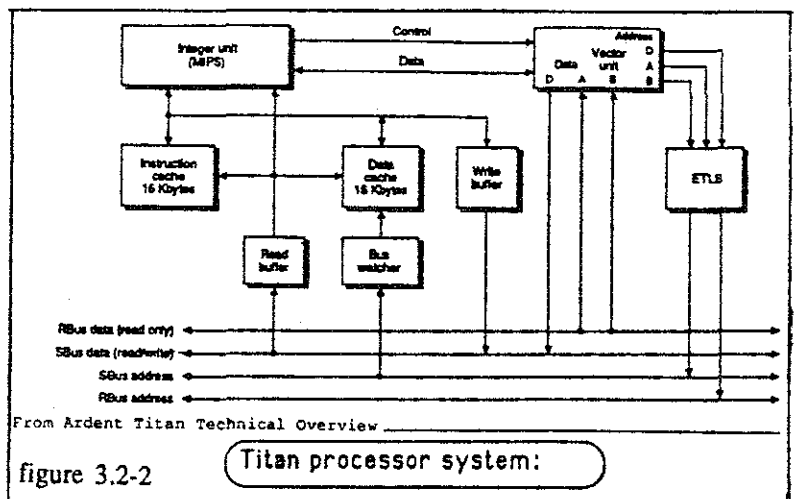 Control
Integer unit
(MIPS)
Data
Address
Vector
unit
Data
D
A
B
D
A
B
Instruction
cache
16 Kbytes
Data
cache
16 Kbytes
Write
buffer
ETLB
Read
buffer
Bus
watcher
RBus data (read only)
SBus data (read/write)
SBus address
RBus address
From Ardent Titan Technical Overview
figure 3.2-2
Titan processor system: